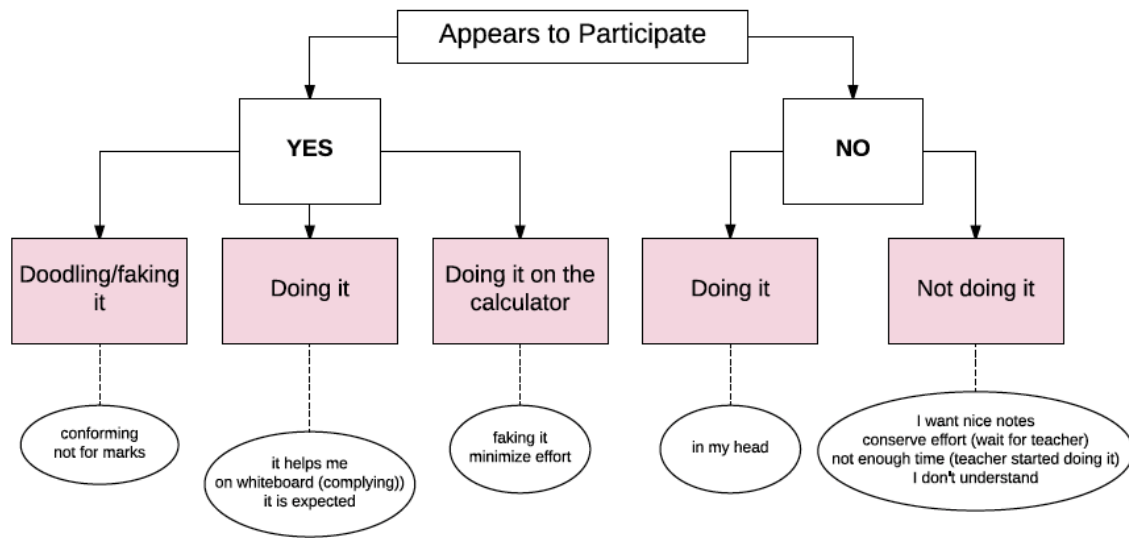 Appears to Participate
YES
NO
Doodling/faking
it
Doing it
Doing it on the
calculator
Doing it
Not doing it
conforming
not for marks
it helps me
on whiteboard (complying))
it is expected
faking it
minimize effort
in my head
I want nice notes
conserve effort (wait for teacher)
not enough time (teacher started doing it)
I don't understand